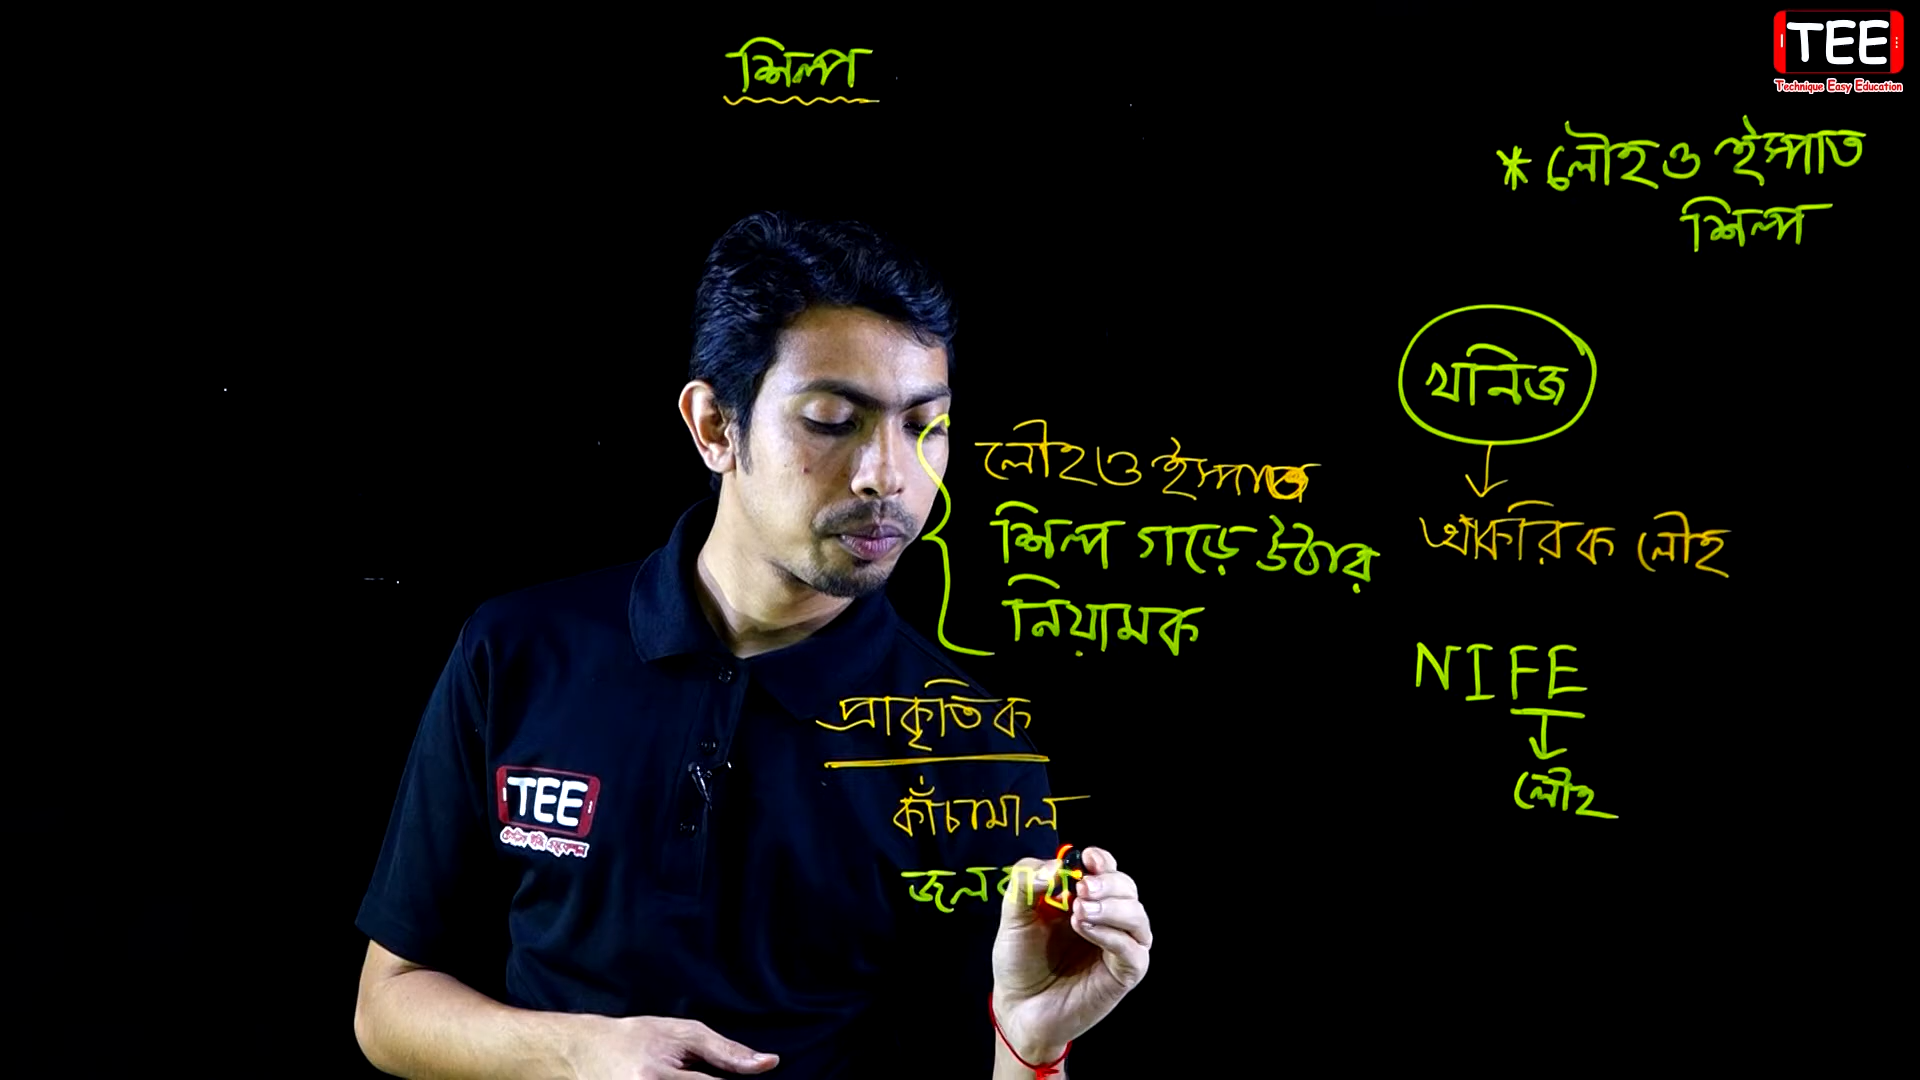 শিল্প
TEE
Technique Easy Education
* লৌহ ও ইস্পাত
শিল্প
খনিজ
আকরিক লৌহ
NIFE
লৌহ
লৌহ ও ইস্পাত
শিল্প গড়ে উঠার
নিয়ামক
প্রাকৃতিক
কাঁচামাল
জলবায়
TEE